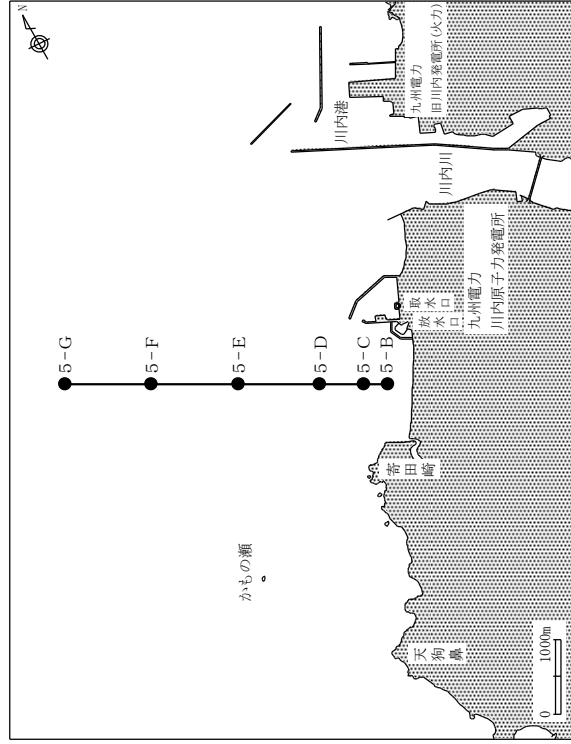 N
5-G
5-F
5-E
5-D
5-C
5-B
かもの瀬
天狗鼻
寄田崎
放水口
取水口
九州電力
川内原子力発電所
川内川
川内港
九州電力
旧川内発電所(火力)
0 1000m